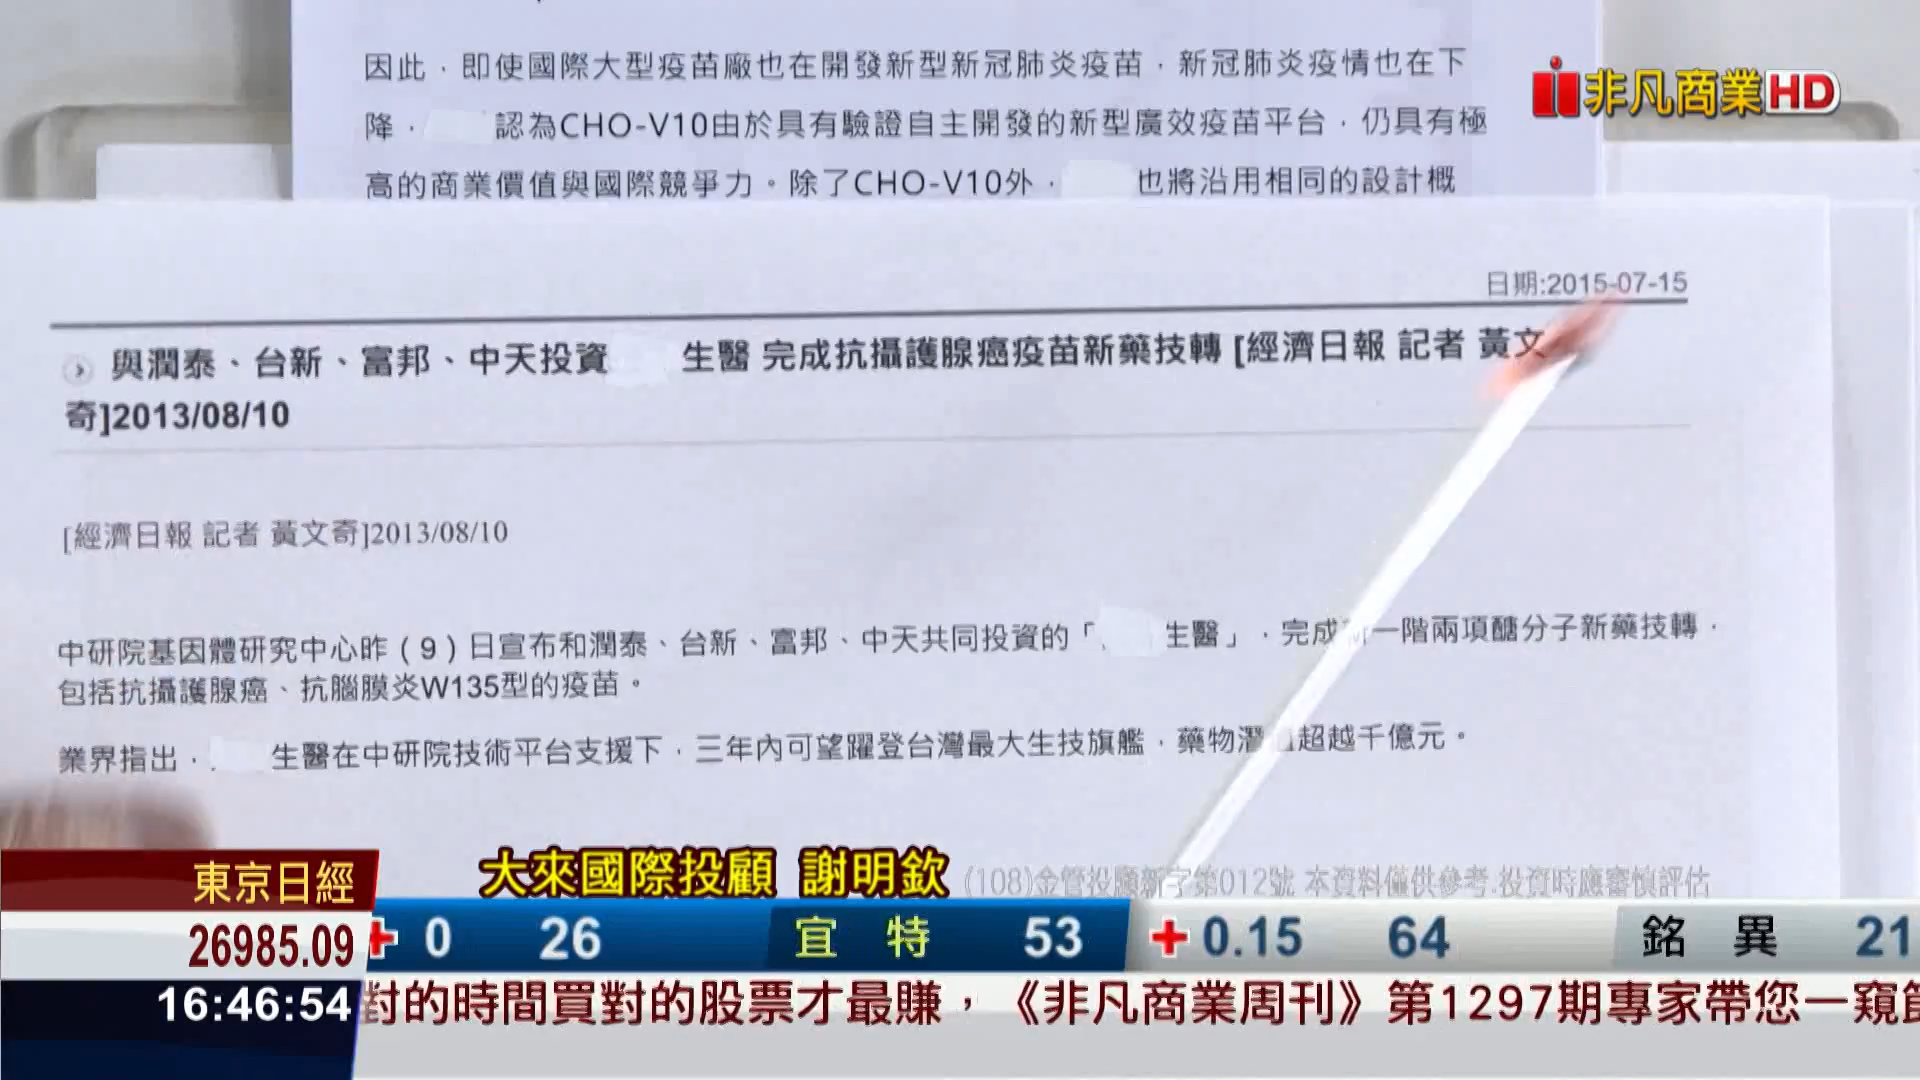 因此，即使國際大型疫苗廠也在開發新型新冠肺炎疫苗，新冠肺炎疫情也在下
降，認為CHO-V10由於具有驗證自主開發的新型廣效疫苗平台，仍具有極
高的商業價值與國際競爭力。除了CHO-V10外，也將沿用相同的設計概
非凡商業HD
日期:2015-07-15
與潤泰、台新、富邦、中天投資 生醫 完成抗攝護腺癌疫苗新藥技轉 [經濟日報 記者 黃文
奇]2013/08/10
[經濟日報 記者 黃文奇]2013/08/10
中研院基因體研究中心昨（9）日宣布和潤泰、台新、富邦、中天共同投資的「 生醫」，完成 一階兩項醣分子新藥技轉，
包括抗攝護腺癌、抗腦膜炎W135型的疫苗。
業界指出， 生醫在中研院技術平台支援下，三年內可望躍登台灣最大生技旗艦，藥物潛 超越千億元。
大來國際投顧 謝明欽
(108)金管投顧新字第012號 本資料僅供參考.投資時應審慎評估
東京日經
26985.09
+ 0 26 宜特 53 + 0.15 64 銘異 21
16:46:54
對的時間買對的股票才最賺，《非凡商業周刊》第1297期專家帶您一窺